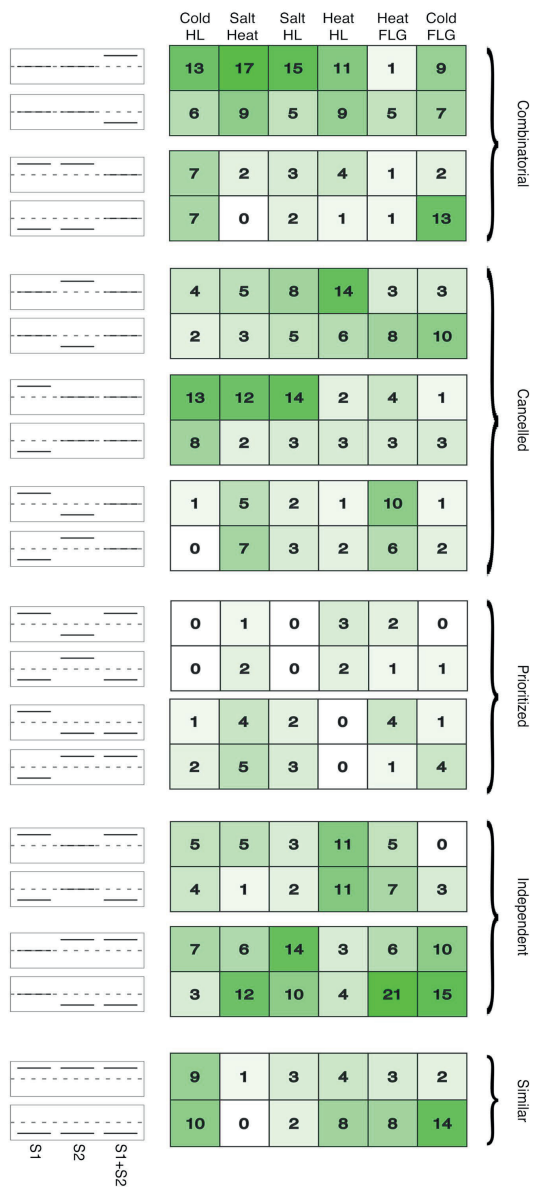 Cold Salt Salt Heat Heat Cold
HL Heat HL HL FLG FLG
13 17 15 11 1 9
6 9 5 9 5 7
7 2 3 4 1 2
7 0 2 1 1 13
Combinatorial
4 5 8 14 3 3
2 3 5 6 8 10
13 12 14 2 4 1
8 2 3 3 3 3
1 5 2 1 10 1
0 7 3 2 6 2
Cancelled
0 1 0 3 2 0
0 2 0 2 1 1
1 4 2 0 4 1
2 5 3 0 1 4
Prioritized
5 5 3 11 5 0
4 1 2 11 7 3
7 6 14 3 6 10
3 12 10 4 21 15
Independent
9 1 3 4 3 2
10 0 2 8 8 14
Similar
S1 S2 S1+S2